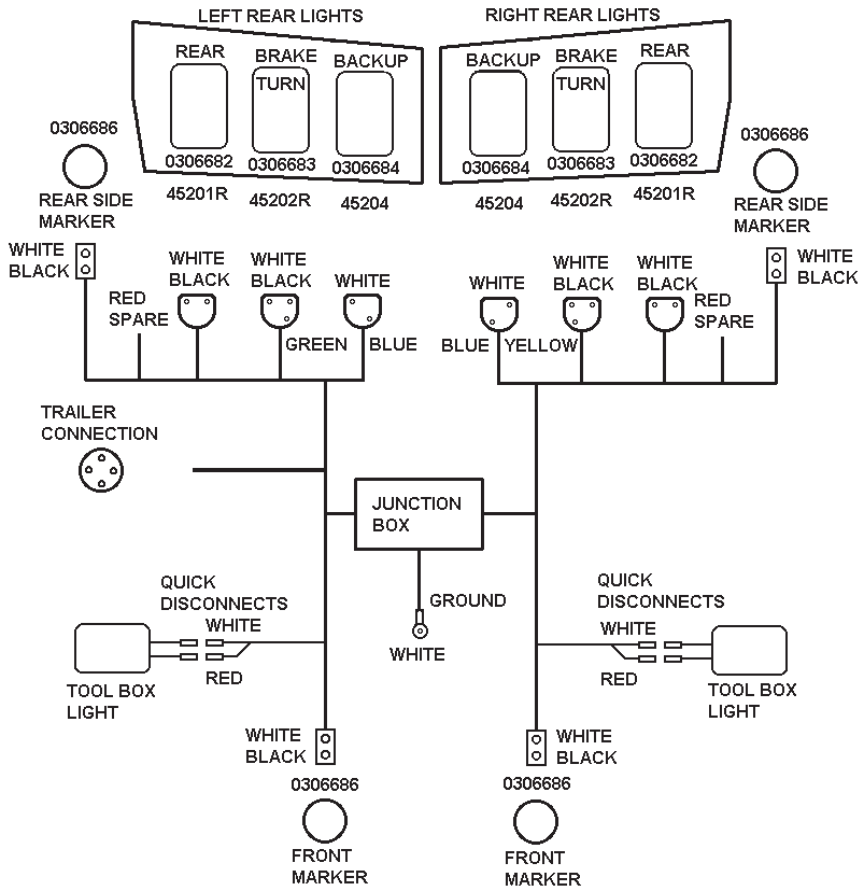 LEFT REAR LIGHTS
RIGHT REAR LIGHTS
REAR
BRAKE
TURN
BACKUP
BACKUP
BRAKE
TURN
REAR
0306686
0306682
0306683
0306684
0306684
0306683
0306682
0306686
REAR SIDE
MARKER
45201R
45202R
45204
45204
45202R
45201R
REAR SIDE
MARKER
WHITE
BLACK
RED
SPARE
WHITE
BLACK
WHITE
BLACK
GREEN
WHITE
BLUE
WHITE
BLUE
WHITE
BLACK
YELLOW
WHITE
BLACK
RED
SPARE
WHITE
BLACK
TRAILER
CONNECTION
JUNCTION
BOX
GROUND
WHITE
QUICK
DISCONNECTS
WHITE
RED
TOOL BOX
LIGHT
QUICK
DISCONNECTS
WHITE
RED
TOOL BOX
LIGHT
WHITE
BLACK
0306686
FRONT
MARKER
WHITE
BLACK
0306686
FRONT
MARKER